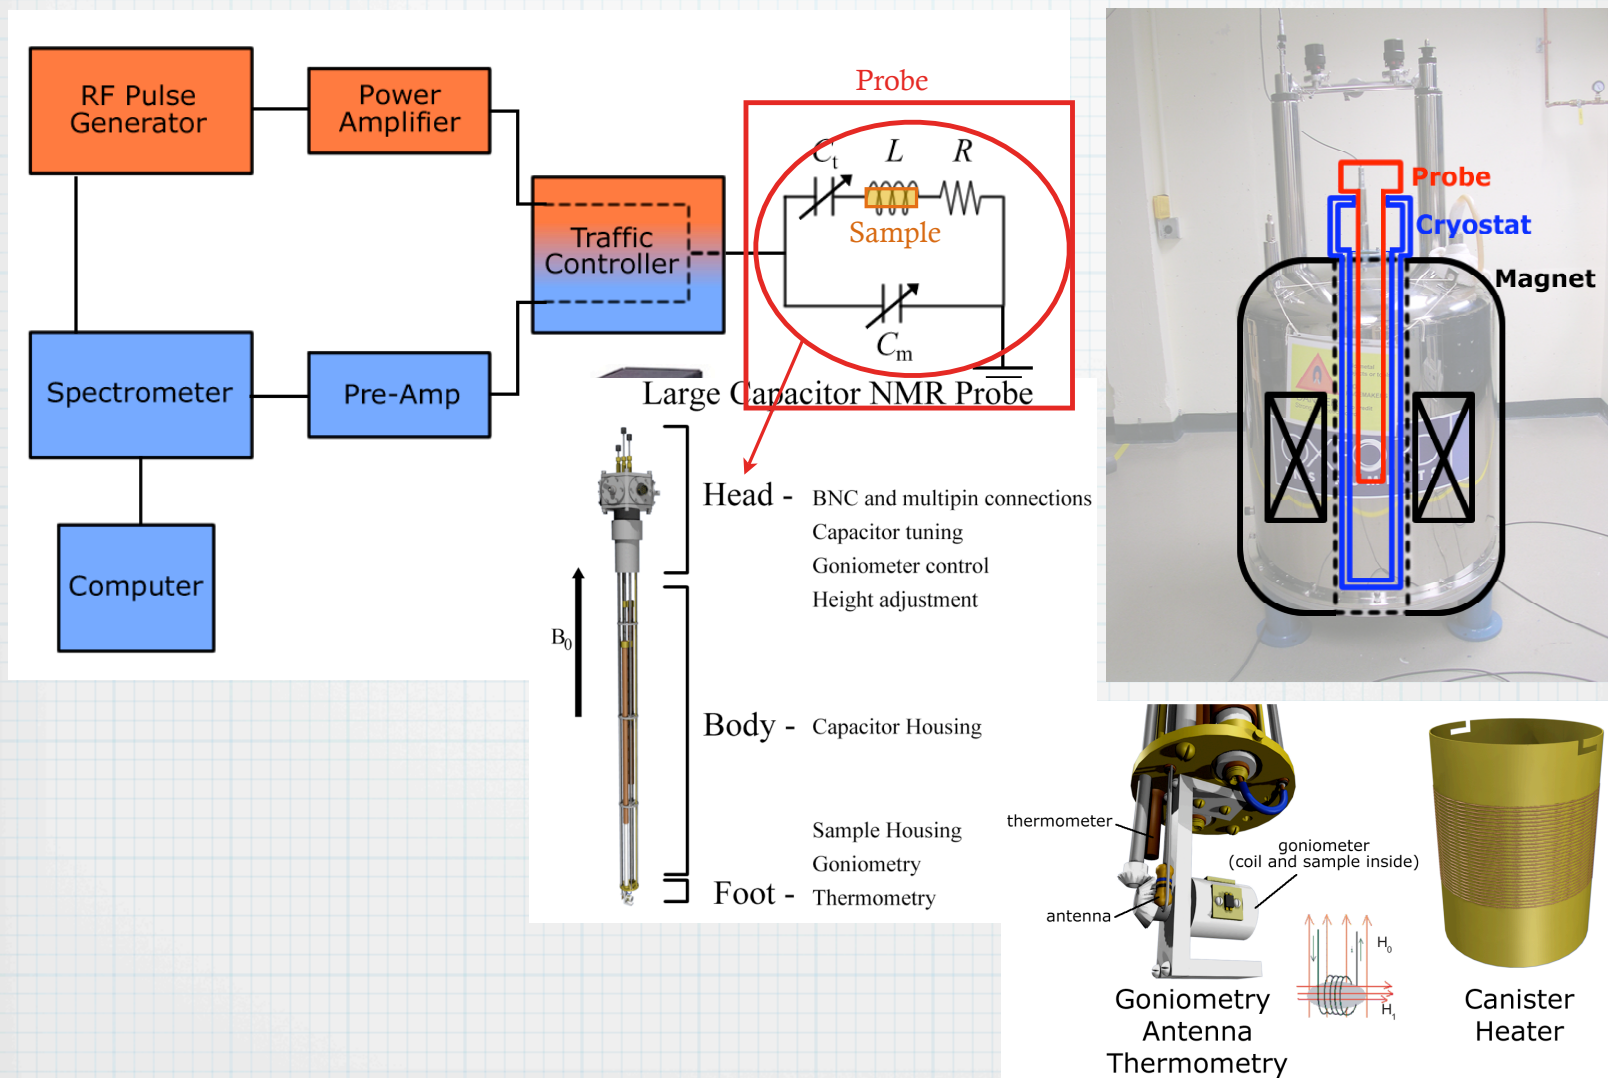 RF Pulse
Generator
Power
Amplifier
Traffic
Controller
Spectrometer
Pre-Amp
Computer
Probe
Ct
L
R
Sample
Cm
Large Capacitor NMR Probe
B0
Head - BNC and multipin connections
Capacitor tuning
Goniometer control
Height adjustment
Body - Capacitor Housing
Sample Housing
Goniometry
Foot - Thermometry
Probe
Cryostat
Magnet
thermometer
antenna
goniometer
(coil and sample inside)
i
H0
H1
Goniometry
Antenna
Thermometry
Canister
Heater